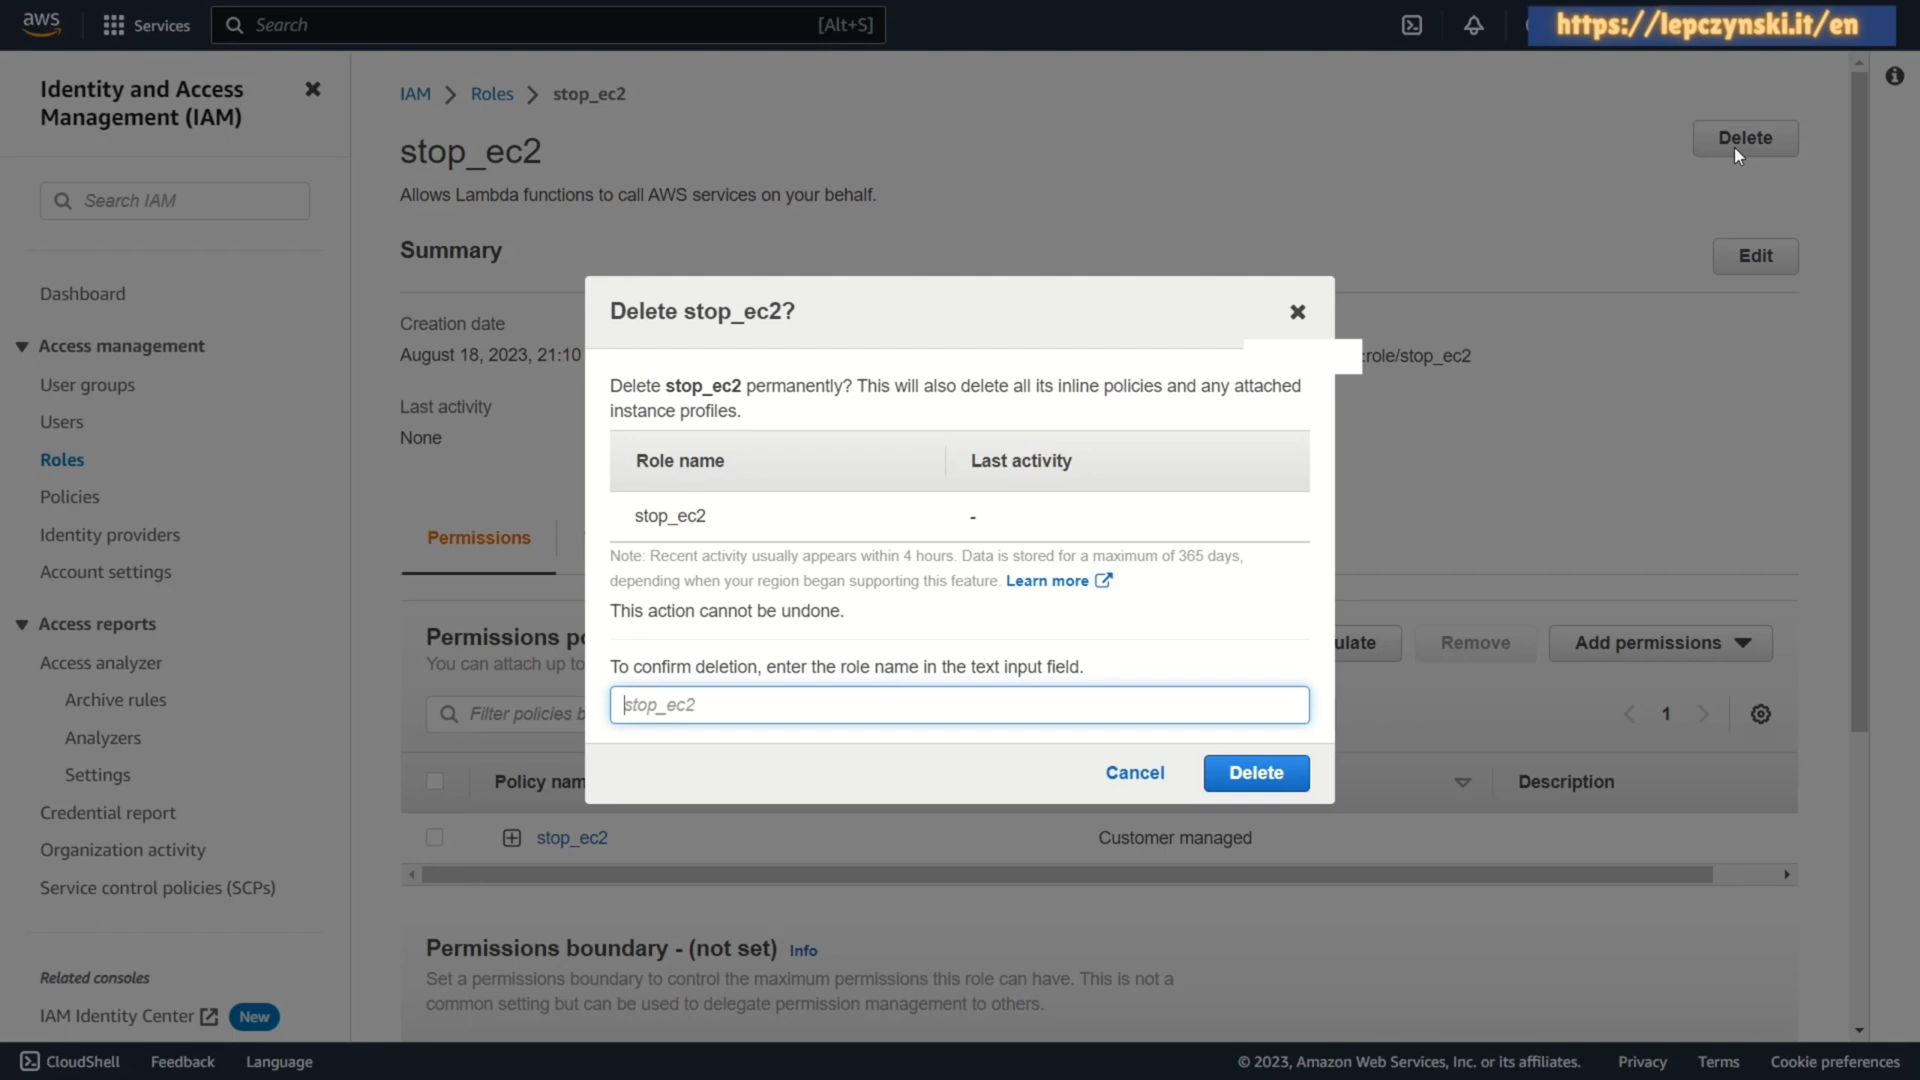 aws
Services
Search
[Alt+S]
https://lepczynski.it/en
Identity and Access
Management (IAM)
Search IAM
Dashboard
Access management
User groups
Users
Roles
Policies
Identity providers
Account settings
Access reports
Access analyzer
Archive rules
Analyzers
Settings
Credential report
Organization activity
Service control policies (SCPs)
Related consoles
IAM Identity Center
New
IAM
Roles
stop_ec2
stop_ec2
Delete
Allows Lambda functions to call AWS services on your behalf.
Summary
Edit
Creation date
August 18, 2023, 21:10
:role/stop_ec2
Last activity
None
Permissions
Delete stop_ec2?
Delete stop_ec2 permanently? This will also delete all its inline policies and any attached
instance profiles.
Role name
Last activity
stop_ec2
-
Note: Recent activity usually appears within 4 hours. Data is stored for a maximum of 365 days,
depending when your region began supporting this feature. Learn more
This action cannot be undone.
To confirm deletion, enter the role name in the text input field.
stop_ec2
Cancel
Delete
Permissions po
You can attach up to
ulate
Remove
Add permissions
Filter policies b
1
Policy nam
Description
stop_ec2
Customer managed
Permissions boundary - (not set) Info
Set a permissions boundary to control the maximum permissions this role can have. This is not a
common setting but can be used to delegate permission management to others.
CloudShell
Feedback
Language
© 2023, Amazon Web Services, Inc. or its affiliates.
Privacy
Terms
Cookie preferences